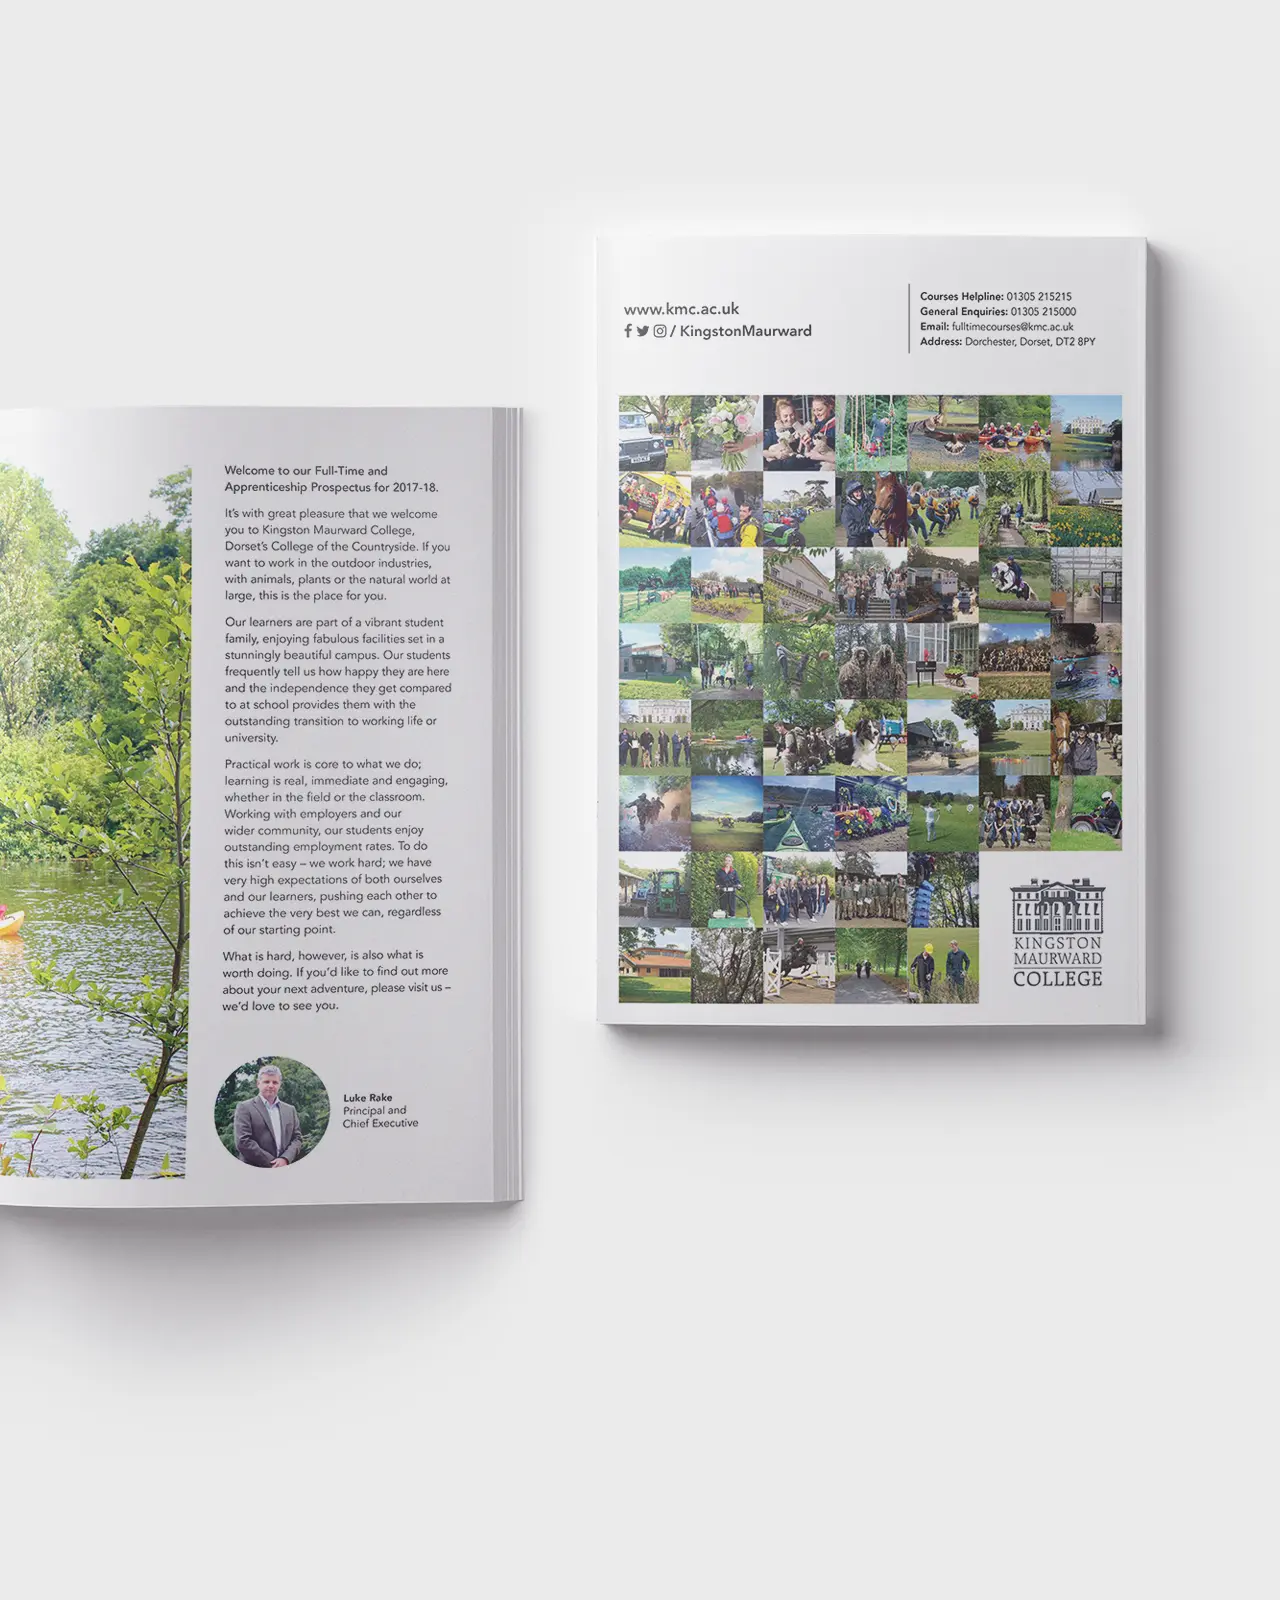 Welcome to our Full-Time and
Apprenticeship Prospectus for 2017-18.
It's with great pleasure that we welcome
you to Kingston Maurward College,
Dorset's College of the Countryside. If you
want to work in the outdoor industries,
with animals, plants or the natural world at
large, this is the place for you.
Our learners are part of a vibrant student
family, enjoying fabulous facilities set in a
stunningly beautiful campus. Our students
frequently tell us how happy they are here
and the independence they get compared
to at school provides them with the
outstanding transition to working life or
university.
Practical work is core to what we do;
learning is real, immediate and engaging,
whether in the field or the classroom.
Working with employers and our
wider community, our students enjoy
outstanding employment rates. To do
this isn't easy – we work hard; we have
very high expectations of both ourselves
and our learners, pushing each other to
achieve the very best we can, regardless
of our starting point.
What is hard, however, is also what is
worth doing. If you'd like to find out more
about your next adventure, please visit us –
we'd love to see you.
Luke Rake
Principal and
Chief Executive
www.kmc.ac.uk
/ KingstonMaurward
Courses Helpline: 01305 215215
General Enquiries: 01305 215000
Email: fulltimecourses@kmc.ac.uk
Address: Dorchester, Dorset, DT2 8PY
KINGSTON
MAURWARD
COLLEGE